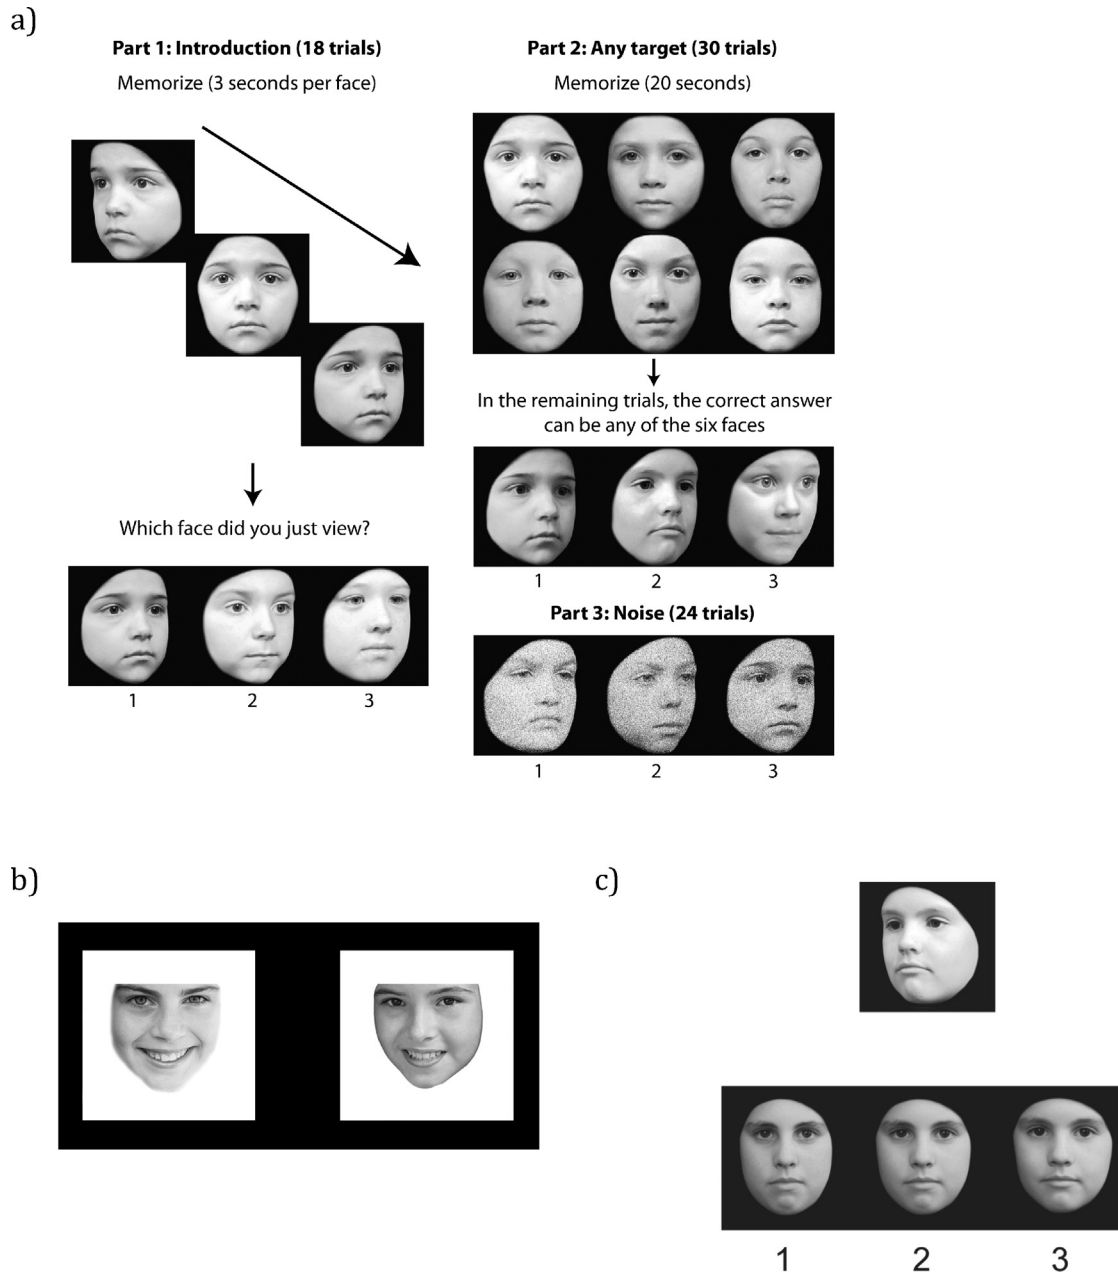 a)
Part 1: Introduction (18 trials)
Memorize (3 seconds per face)
Which face did you just view?
1 2 3
Part 2: Any target (30 trials)
Memorize (20 seconds)
In the remaining trials, the correct answer
can be any of the six faces
1 2 3
Part 3: Noise (24 trials)
1 2 3
b)
c)
1 2 3